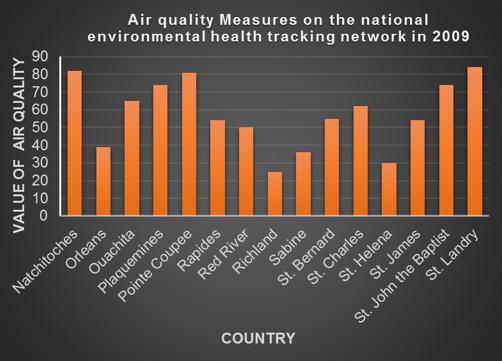 Air quality Measures on the national
environmental health tracking network in 2009
VALUE OF AIR QUALITY
90
80
70
60
50
40
30
20
10
0
Natchitoches
Orleans
Ouachita
Plaquemines
Pointe Coupee
Rapides
Red River
Richland
Sabine
St. Bernard
St. Charles
St. Helena
St. James
St. John the Baptist
St. Landry
COUNTRY